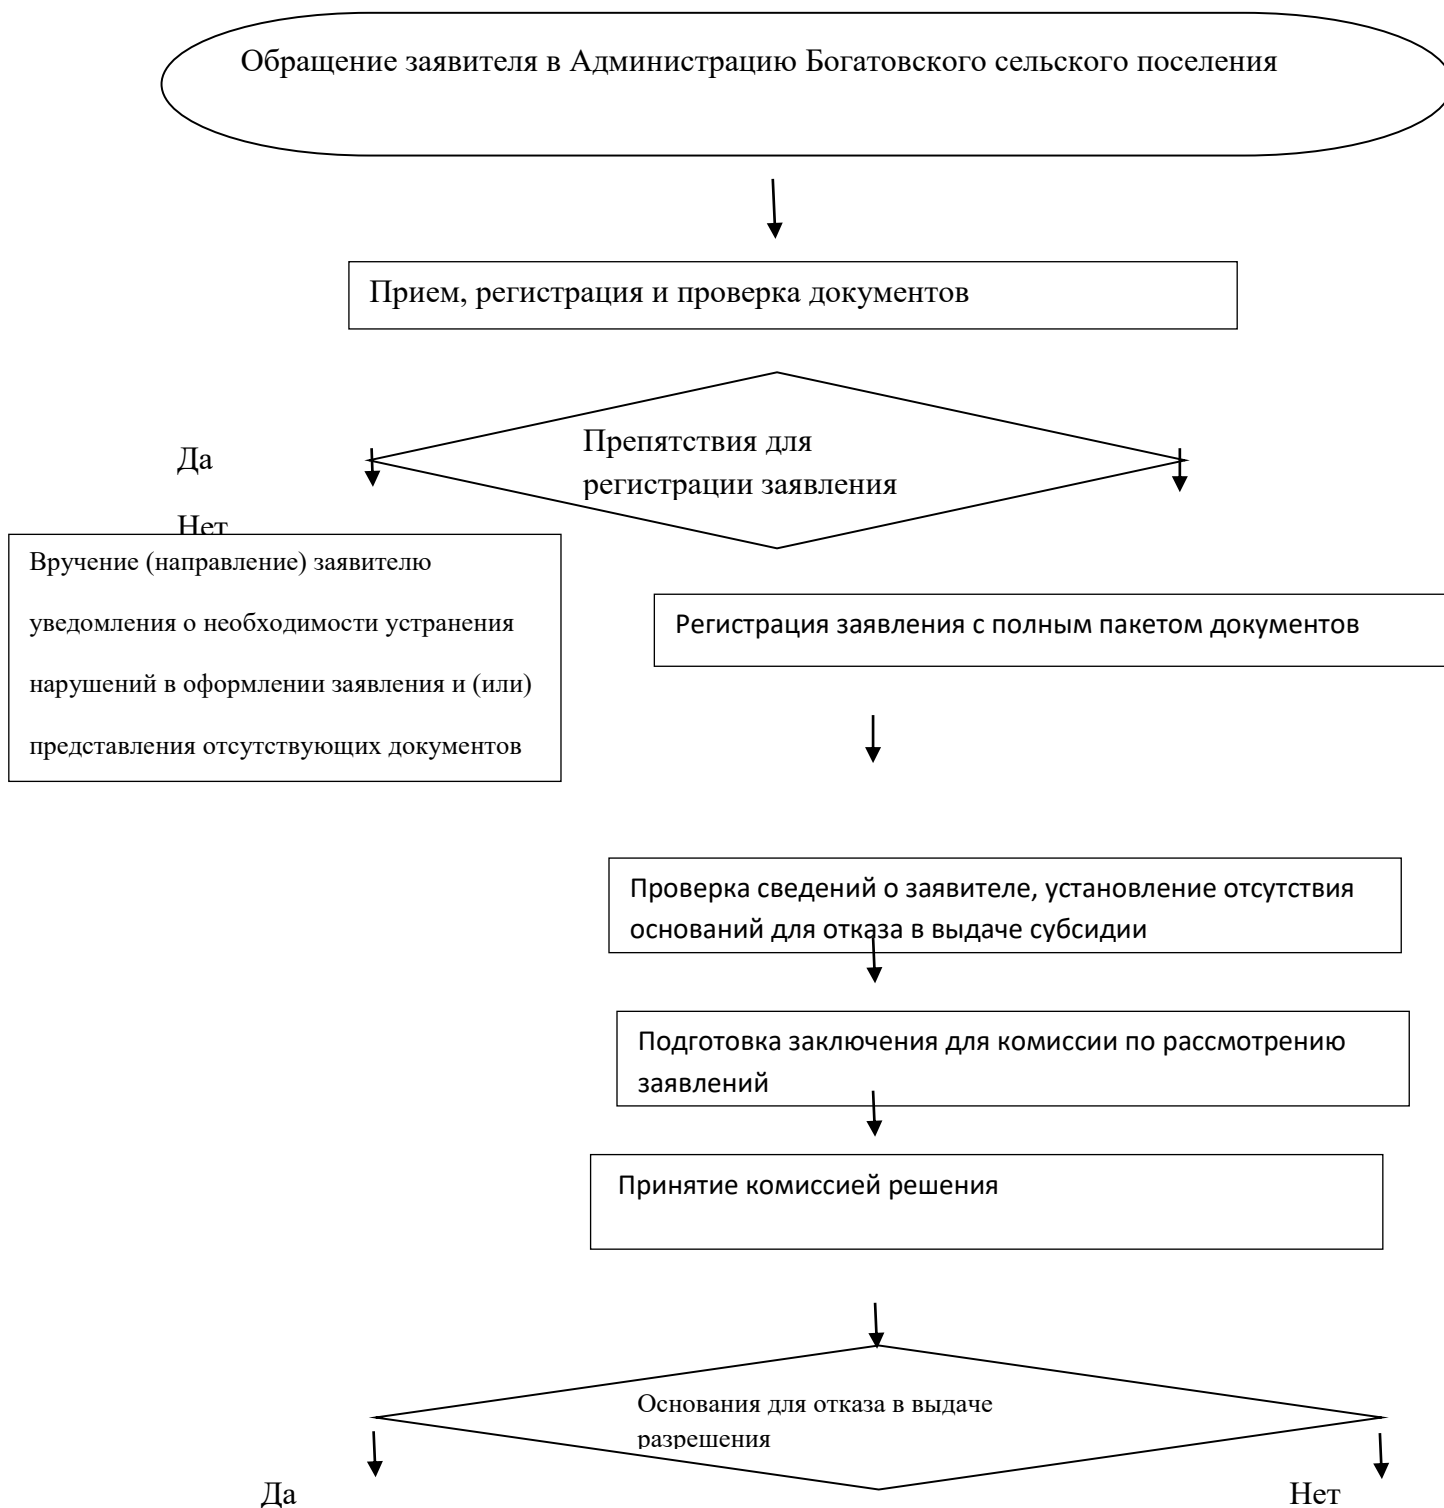 Обращение заявителя в Администрацию Богатовского сельского поселения
Прием, регистрация и проверка документов
Препятствия для
регистрации заявления
Да
Нет
Вручение (направление) заявителю
уведомления о необходимости устранения
нарушений в оформлении заявления и (или)
представления отсутствующих документов
Регистрация заявления с полным пакетом документов
Проверка сведений о заявителе, установление отсутствия
оснований для отказа в выдаче субсидии
Подготовка заключения для комиссии по рассмотрению
заявлений
Принятие комиссией решения
Основания для отказа в выдаче
разрешения
Да
Нет